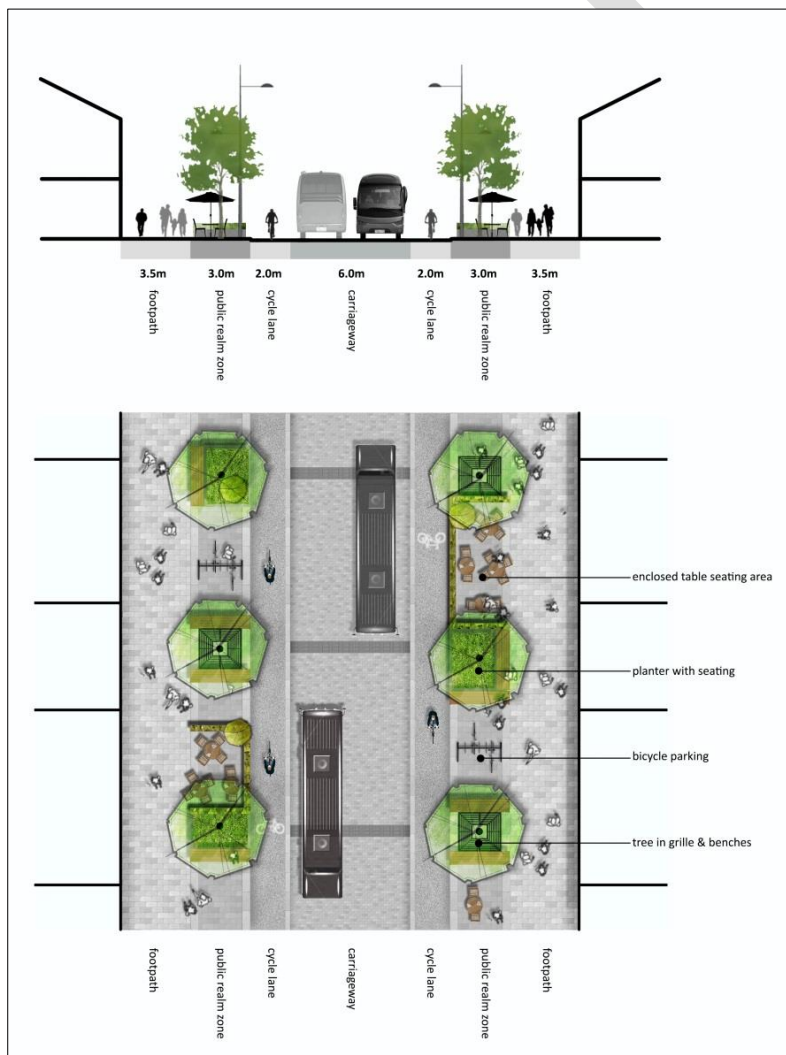 3.5m 3.0m 2.0m 6.0m 2.0m 3.0m 3.5m
footpath
public realm zone
cycle lane
carriageway
cycle lane
public realm zone
footpath
enclosed table seating area
planter with seating
bicycle parking
tree in grille & benches
footpath
public realm zone
cycle lane
carriageway
cycle lane
public realm zone
footpath